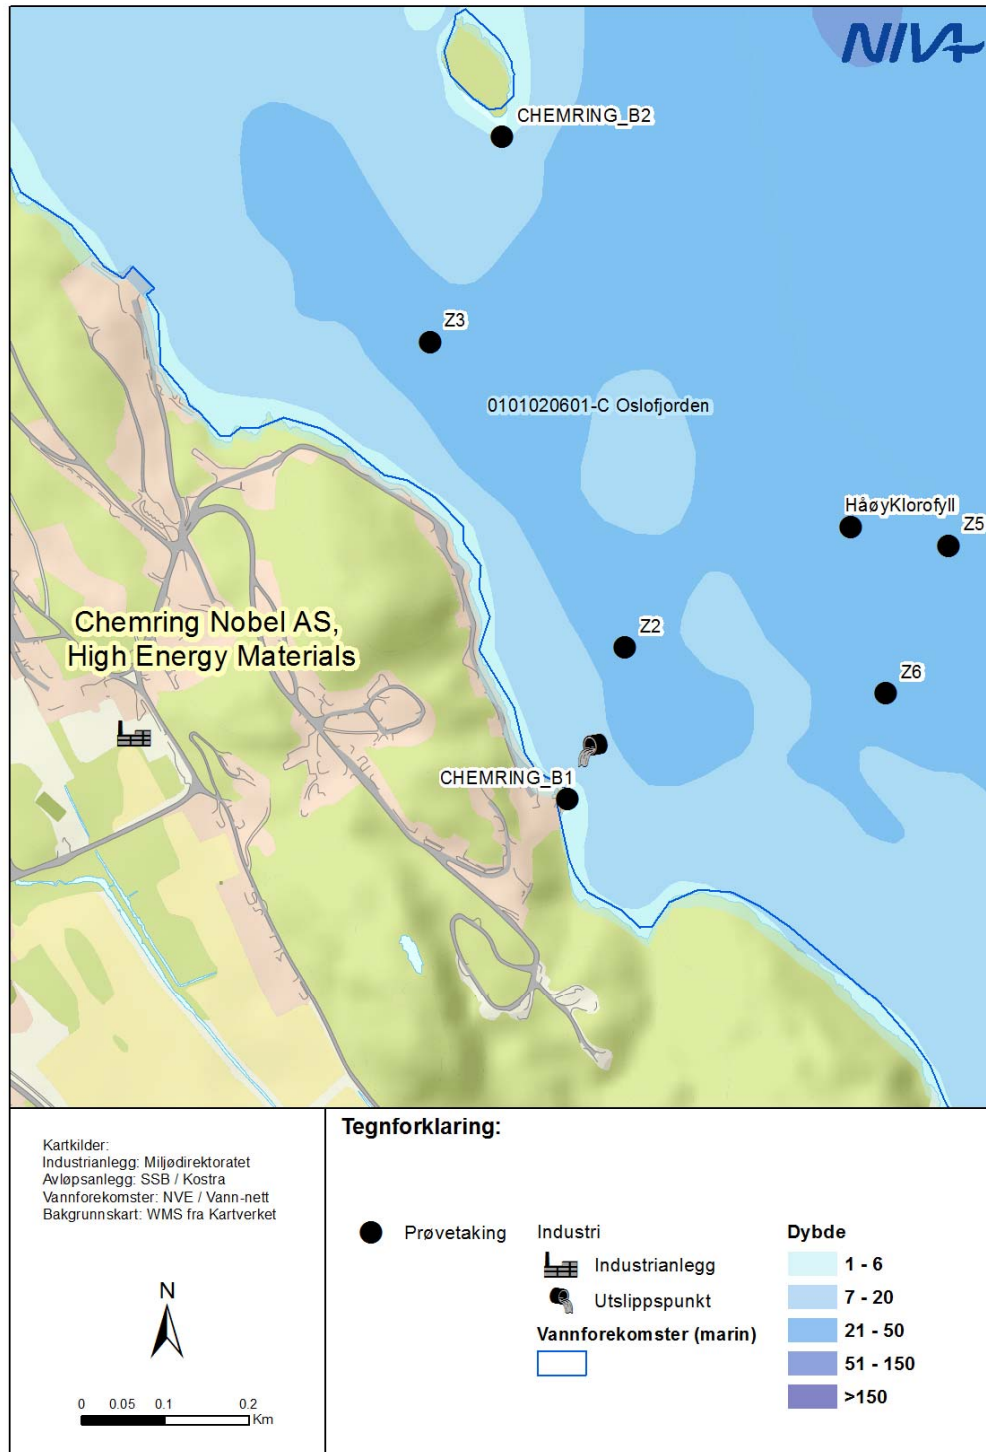 NIVA
CHEMRING_B2
Z3
0101020601-C Oslofjorden
HåøyKlorofyll
Z5
Chemring Nobel AS,
High Energy Materials
Z2
Z6
CHEMRING_B1
Kartkilder:
Industrianlegg: Miljødirektoratet
Avløpsanlegg: SSB / Kostra
Vannforekomster: NVE / Vann-nett
Bakgrunnskart: WMS fra Kartverket
N
0 0.05 0.1 0.2
Km
Tegnforklaring:
Prøvetaking
Industri
Industrianlegg
Utslippspunkt
Vannforekomster (marin)
Dybde
1 - 6
7 - 20
21 - 50
51 - 150
>150